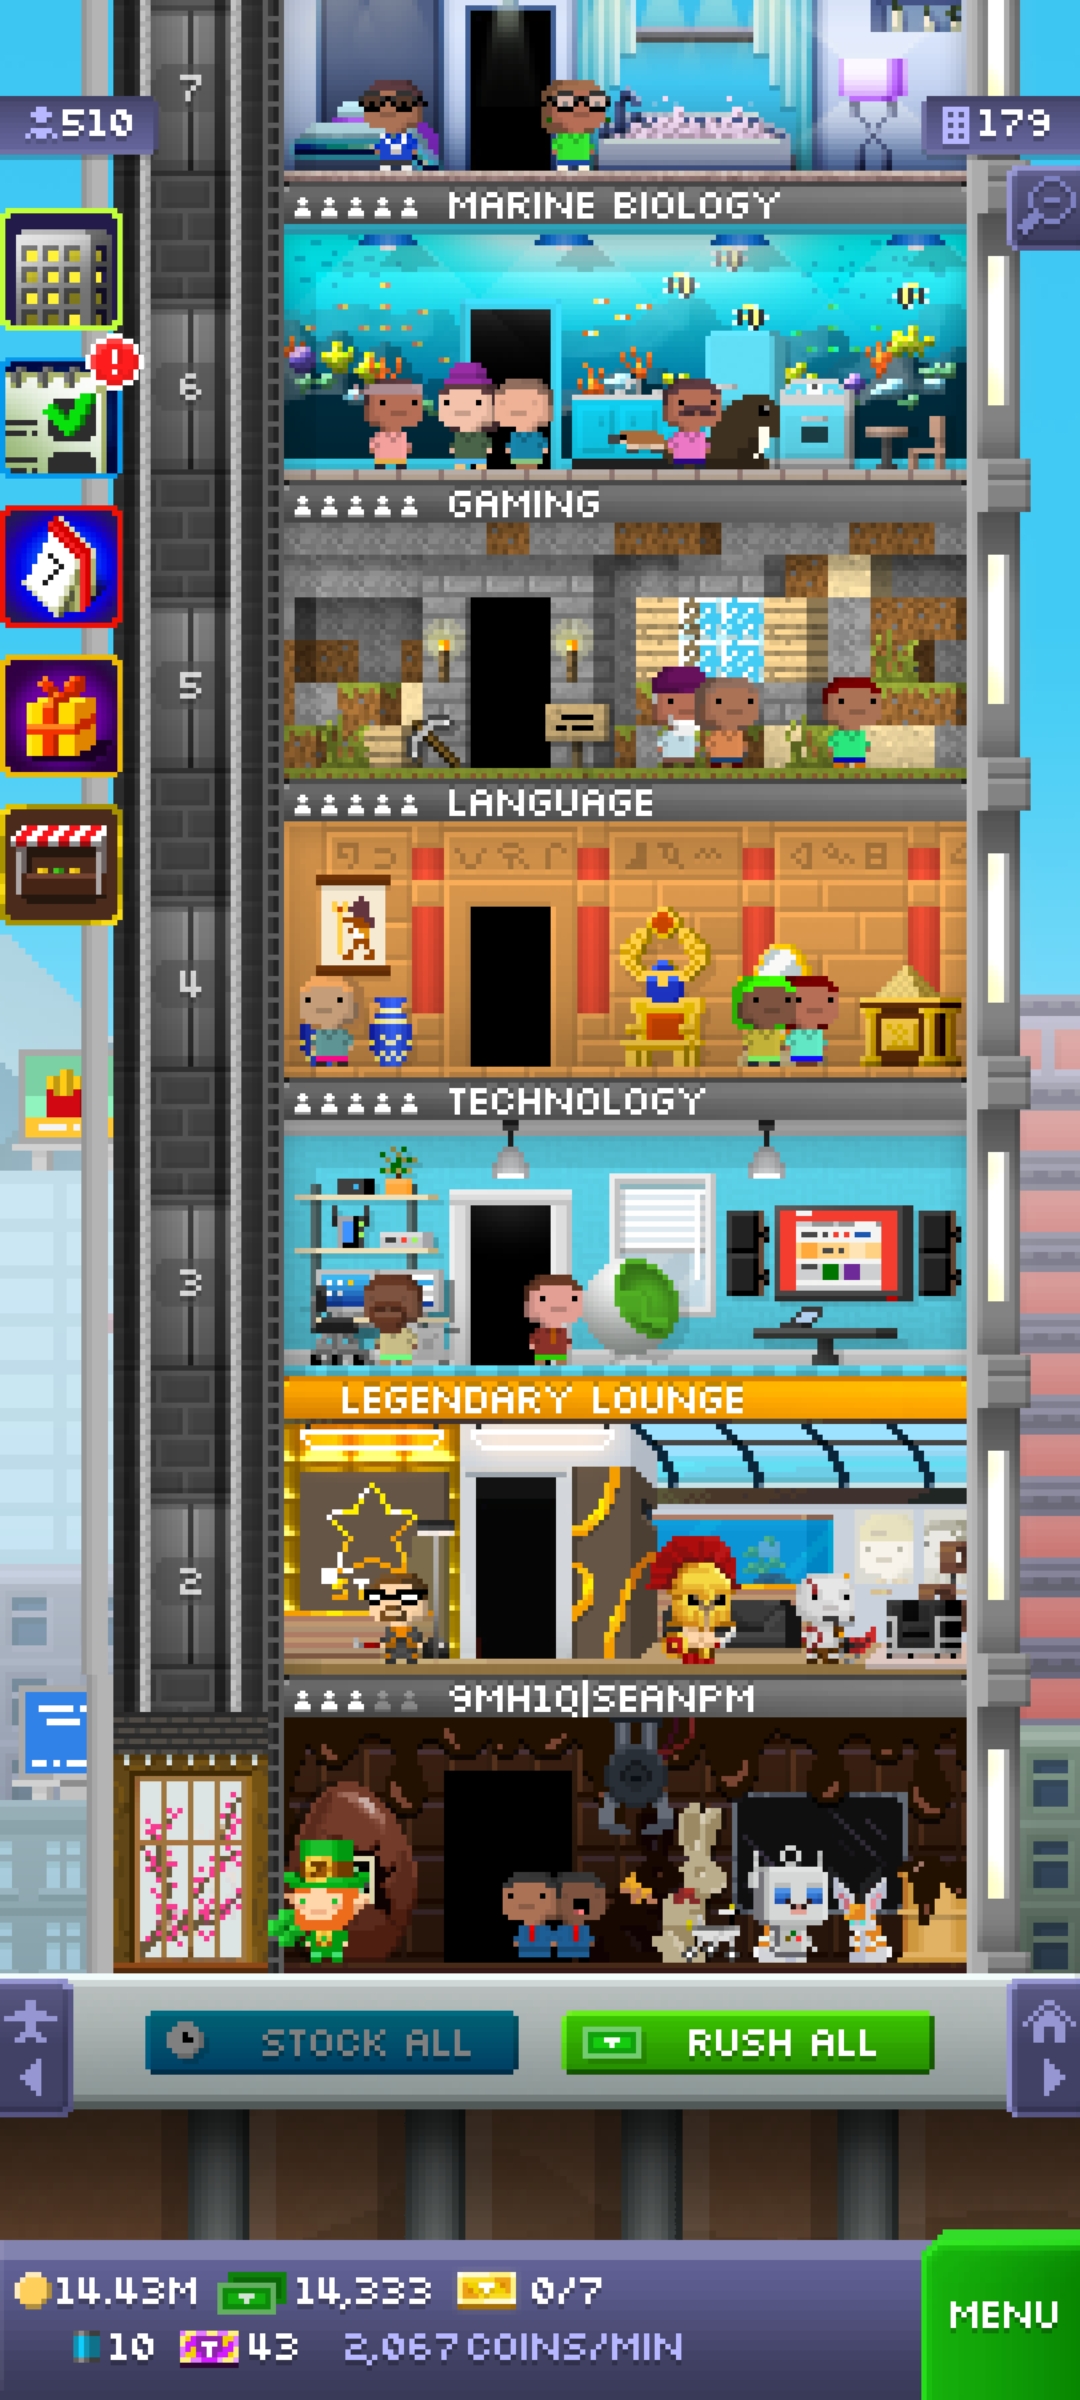 7
510
179
MARINE BIOLOGY
6
GAMING
5
LANGUAGE
4
TECHNOLOGY
3
LEGENDARY LOUNGE
2
9MH1Q|SEANPM
STOCK ALL
RUSH ALL
14.43M 14,333 0/7
10 43 2,067 COINS/MIN
MENU